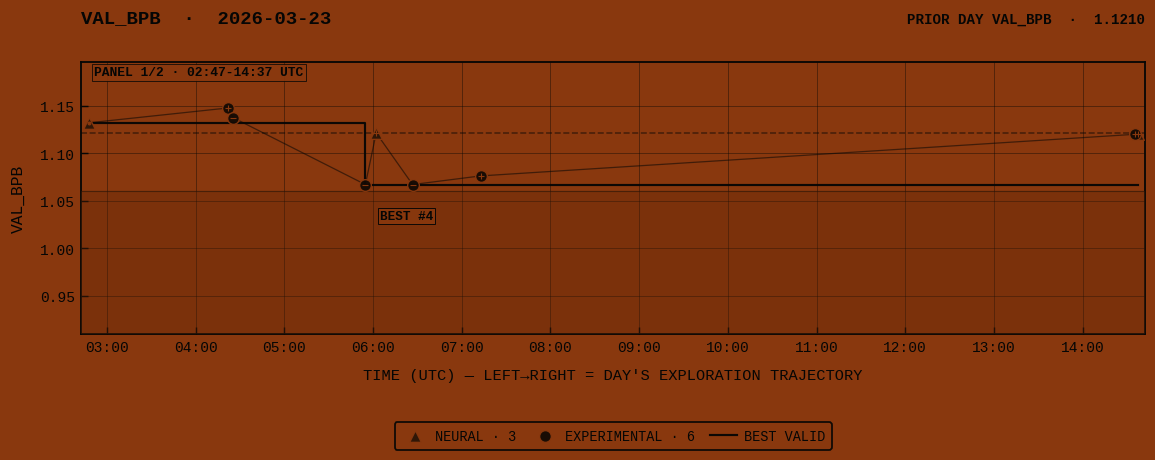 VAL_BPB · 2026-03-23
PRIOR DAY VAL_BPB · 1.1210
PANEL 1/2 · 02:47-14:37 UTC
1.15
1.10
1.05
1.00
0.95
VAL_BPB
BEST #4
03:00 04:00 05:00 06:00 07:00 08:00 09:00 10:00 11:00 12:00 13:00 14:00
TIME (UTC) — LEFT→RIGHT = DAY'S EXPLORATION TRAJECTORY
NEURAL · 3 EXPERIMENTAL · 6 BEST VALID